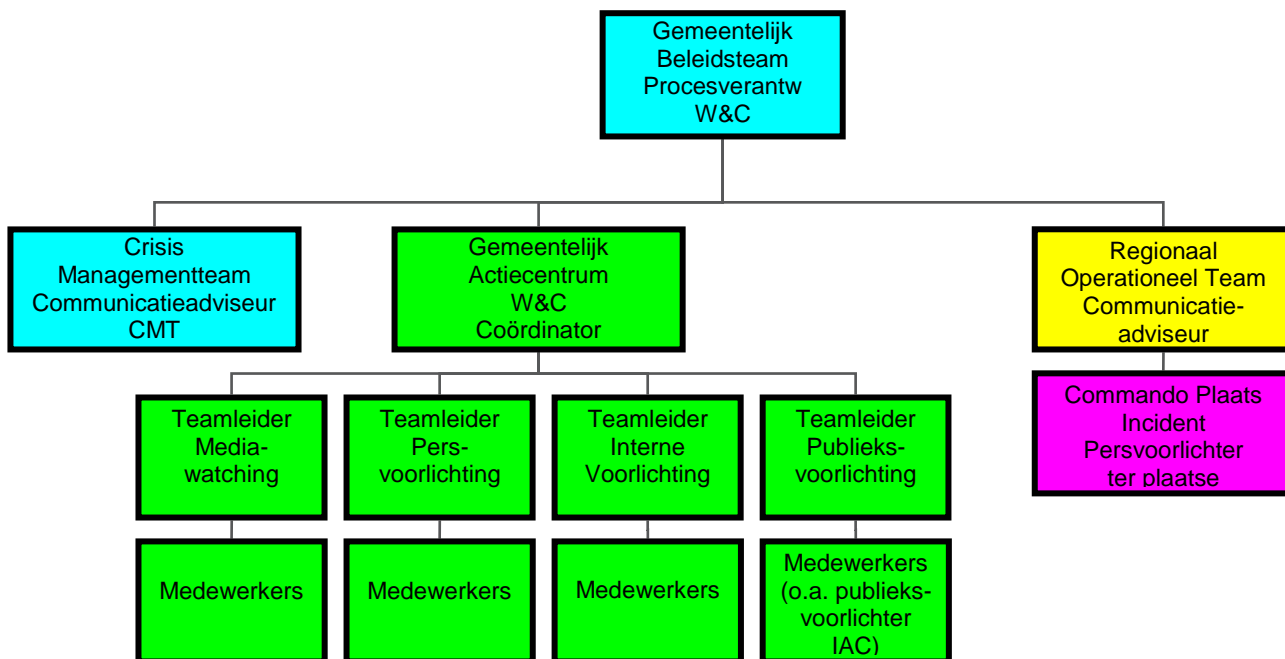 Gemeentelijk
Beleidsteam
Procesverantw
W&C
Crisis
Managementteam
Communicatieadviseur
CMT
Gemeentelijk
Actiecentrum
W&C
Coördinator
Regionaal
Operationeel Team
Communicatie-
adviseur
Teamleider
Media-
watching
Teamleider
Pers-
voorlichting
Teamleider
Interne
Voorlichting
Teamleider
Publieks-
voorlichting
Commando Plaats
Incident
Persvoorlichter
ter plaatse
Medewerkers
Medewerkers
Medewerkers
Medewerkers
(o.a. publieks-
voorlichter
IAC)